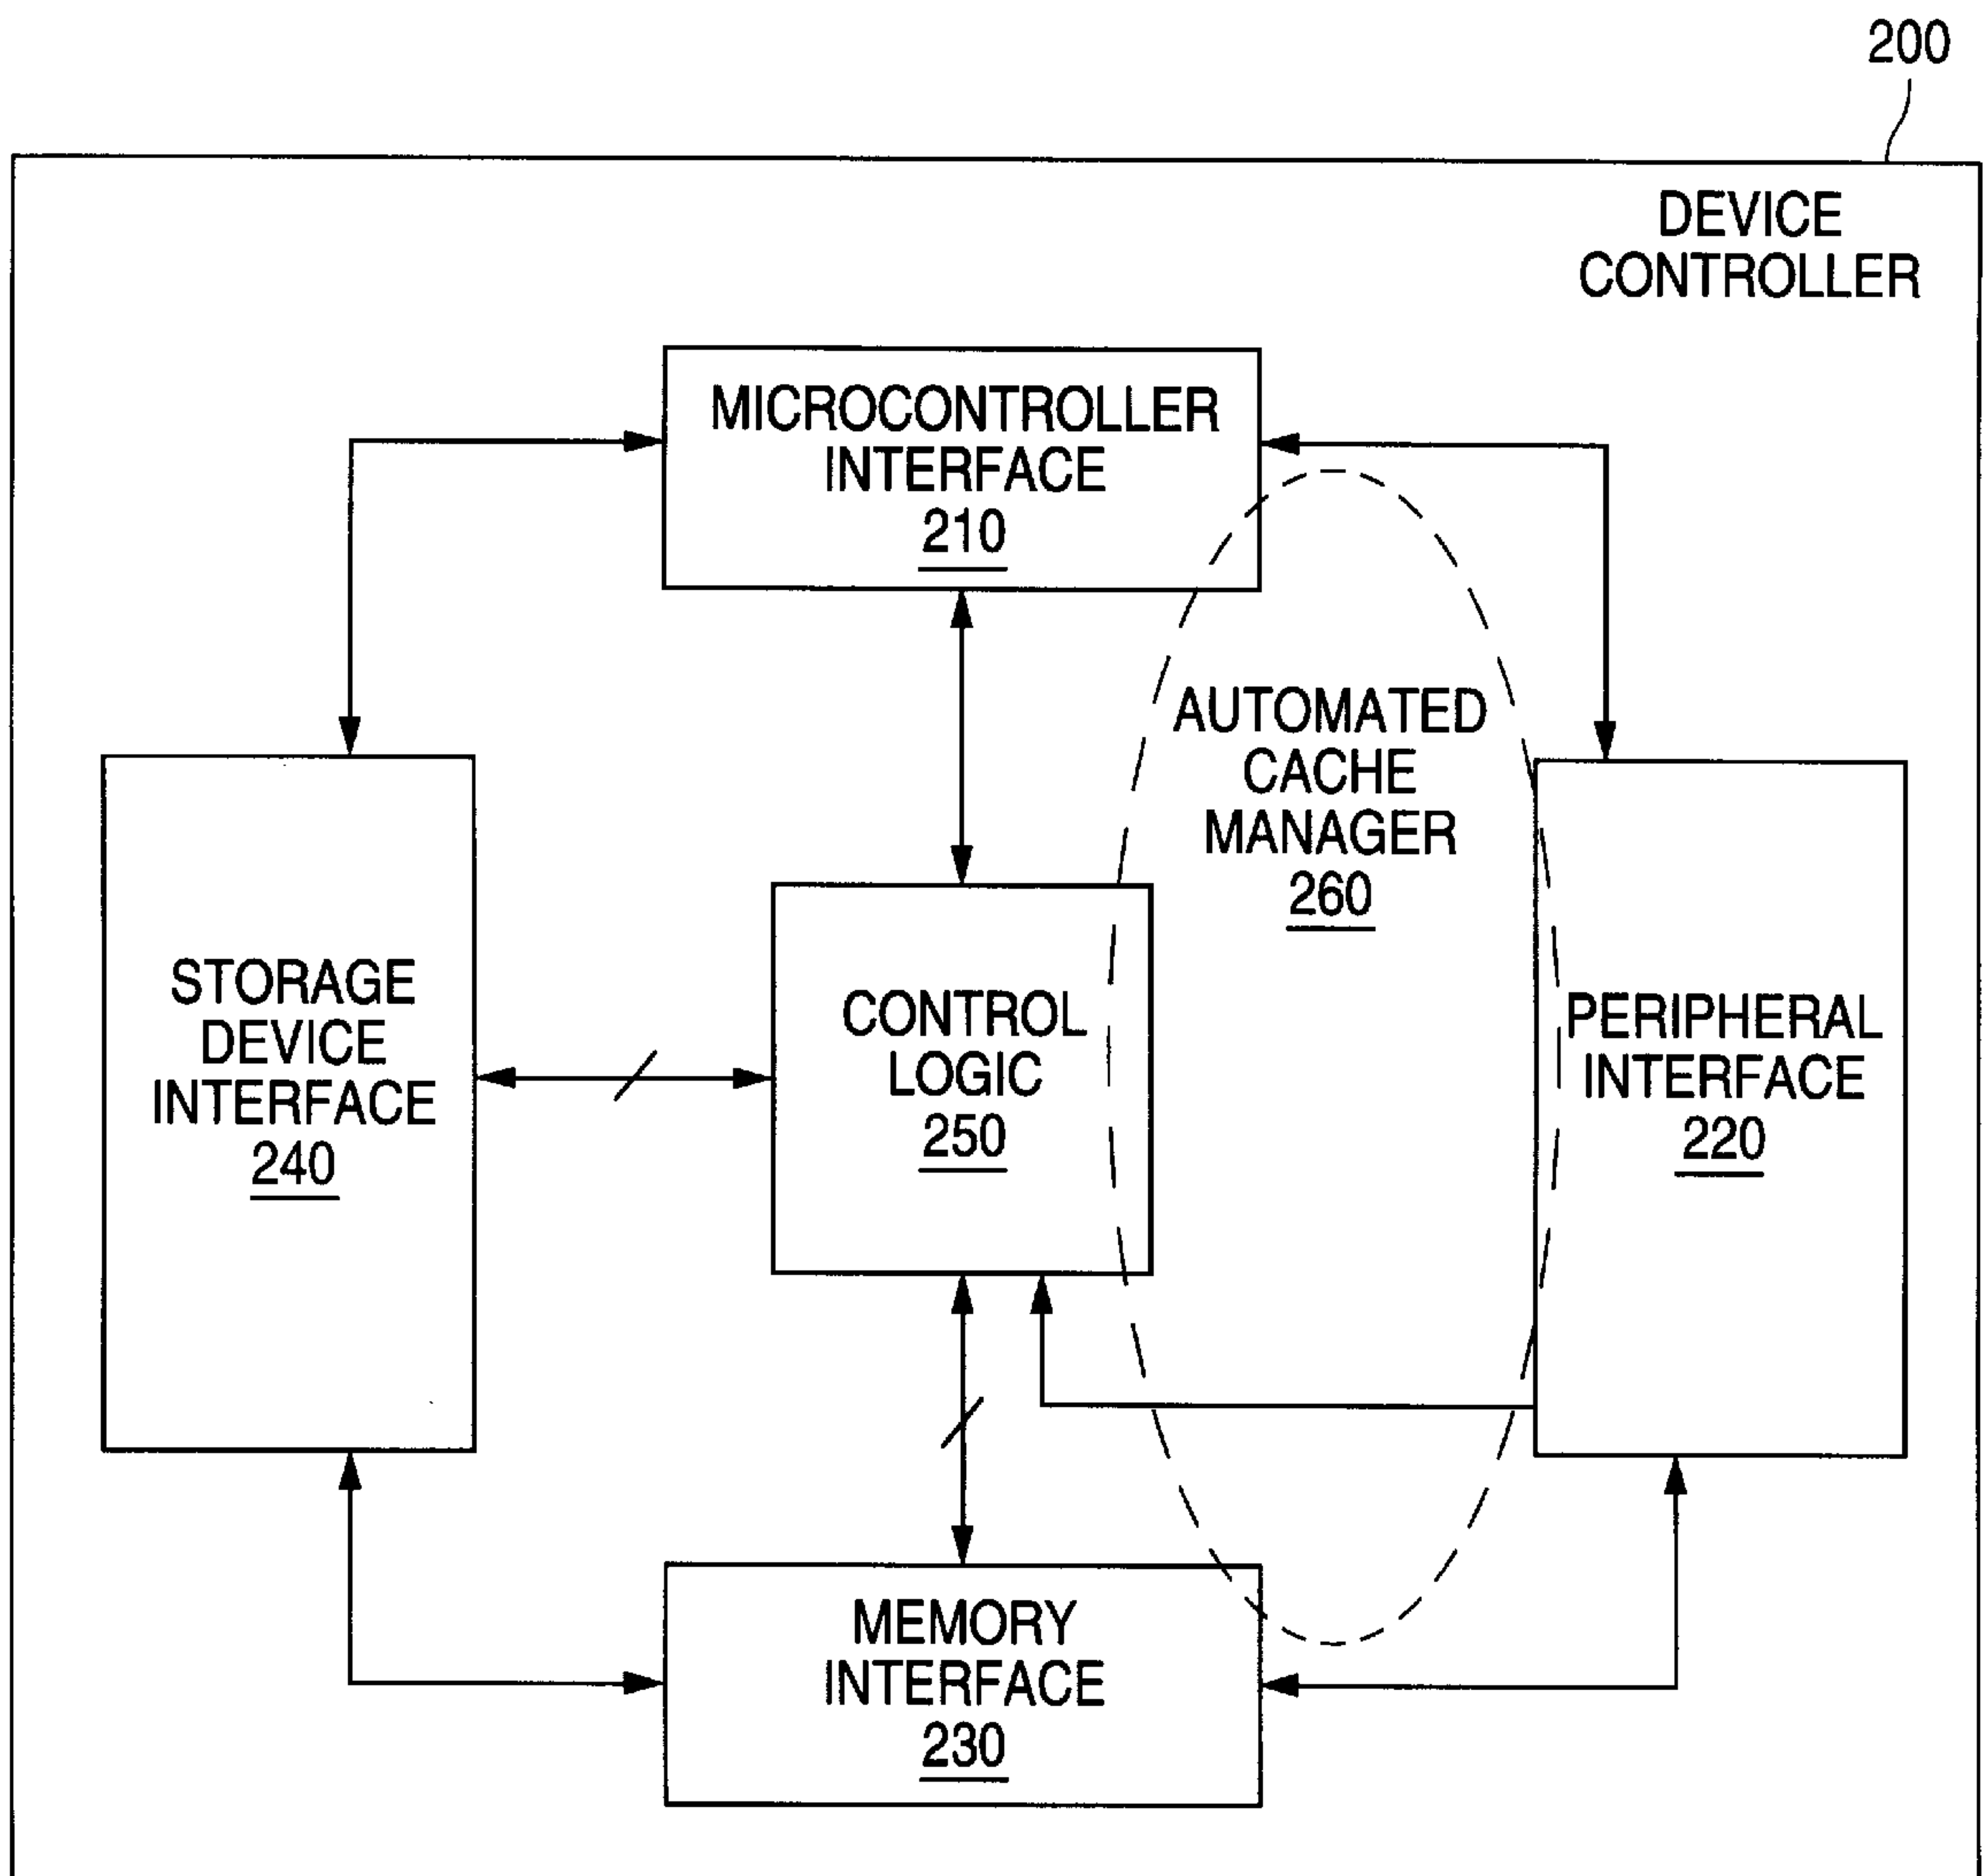 200
DEVICE
CONTROLLER
MICROCONTROLLER
INTERFACE
210
AUTOMATED
CACHE
MANAGER
260
STORAGE
DEVICE
INTERFACE
240
CONTROL
LOGIC
250
PERIPHERAL
INTERFACE
220
MEMORY
INTERFACE
230